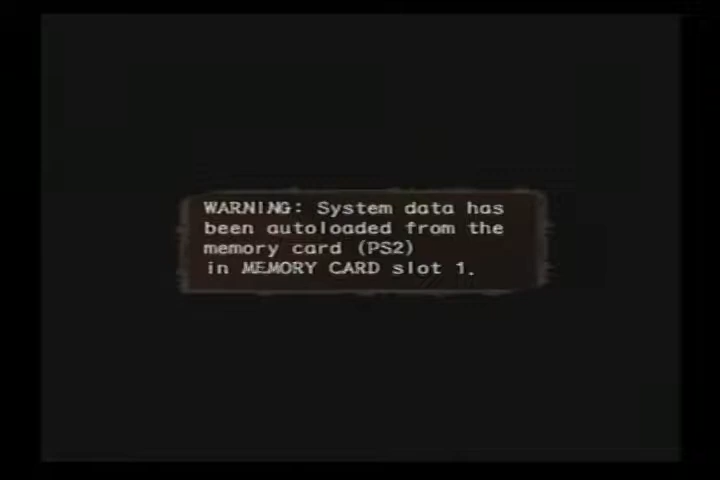 WARNING: System data has
been autoloaded from the
memory card (PS2)
in MEMORY CARD slot 1.